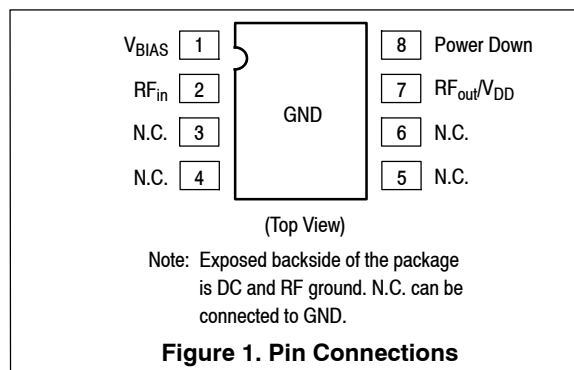 V_BIAS 1 8 Power Down
RF_in 2 7 RF_out/V_DD
GND
N.C. 3 6 N.C.
N.C. 4 5 N.C.
(Top View)
Note: Exposed backside of the package
is DC and RF ground. N.C. can be
connected to GND.
Figure 1. Pin Connections